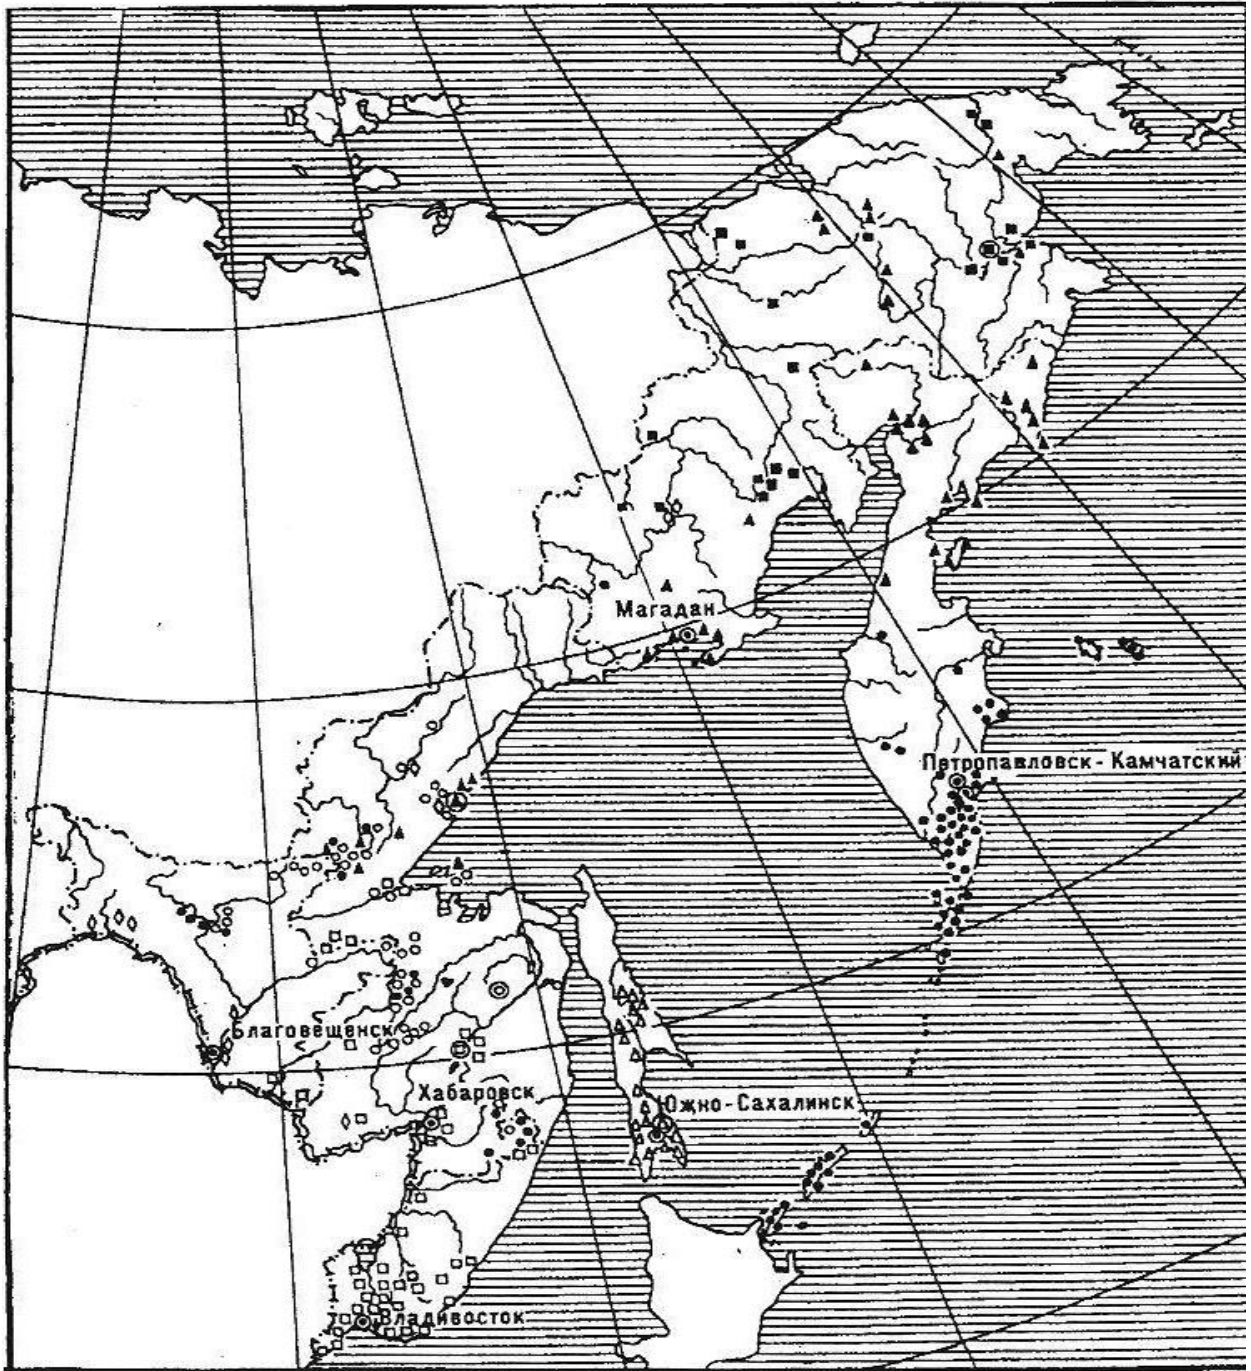 Магадан
Петропавловск-Камчатский
Благовещенск
Хабаровск
Южно-Сахалинск
Владивосток